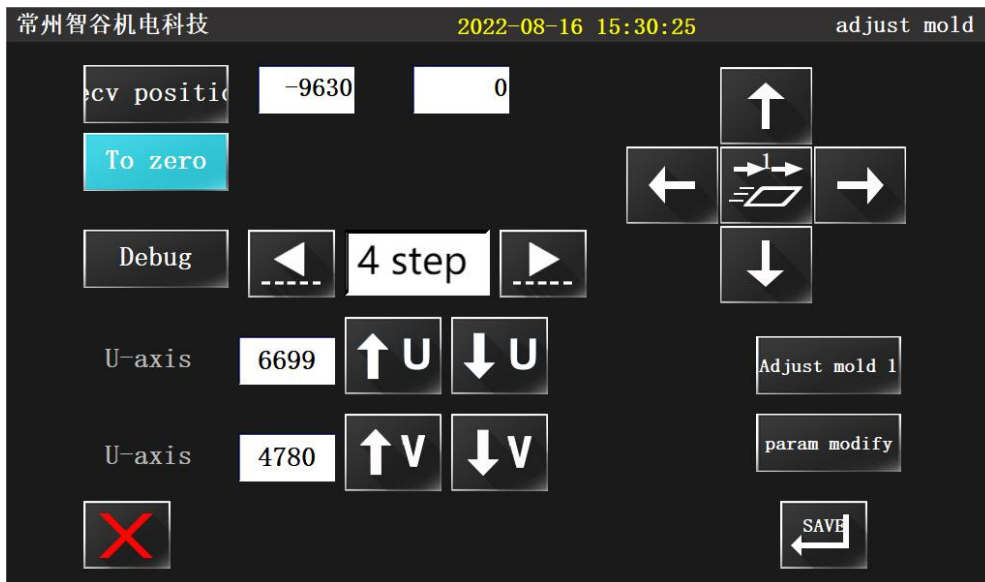 常州智谷机电科技 2022-08-16 15:30:25 adjust mold
ecv positio -9630 0
To zero
1
Debug 4 step
U-axis 6699 U U
Adjust mold 1
U-axis 4780 V V
param modify
SAVE